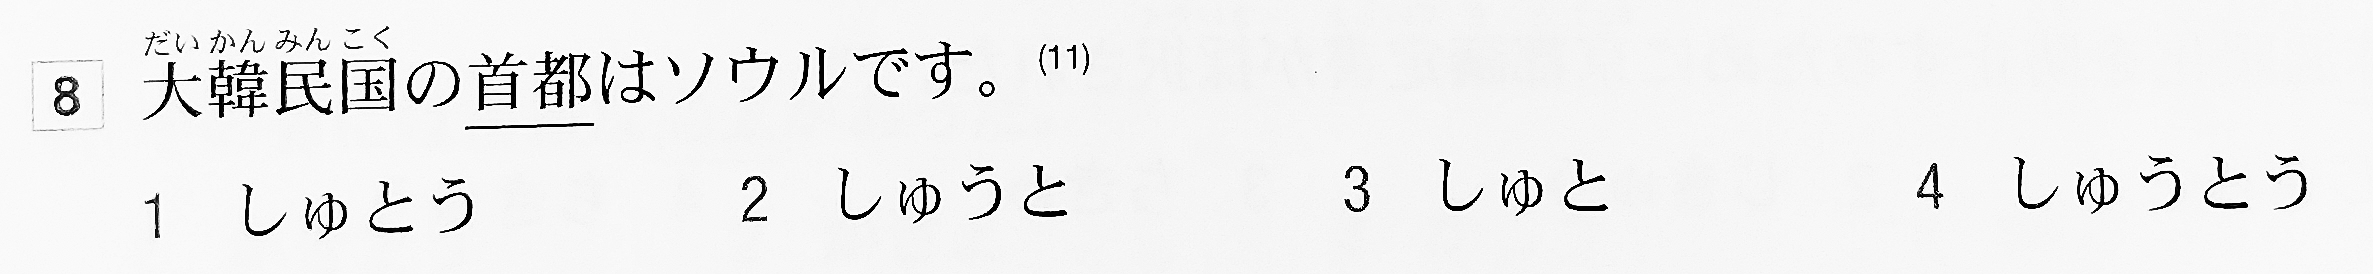 だいかんみんこく
8 大韓民国の首都はソウルです。(11)
1 しゅとう 2 しゅうと 3 しゅと 4 しゅうとう